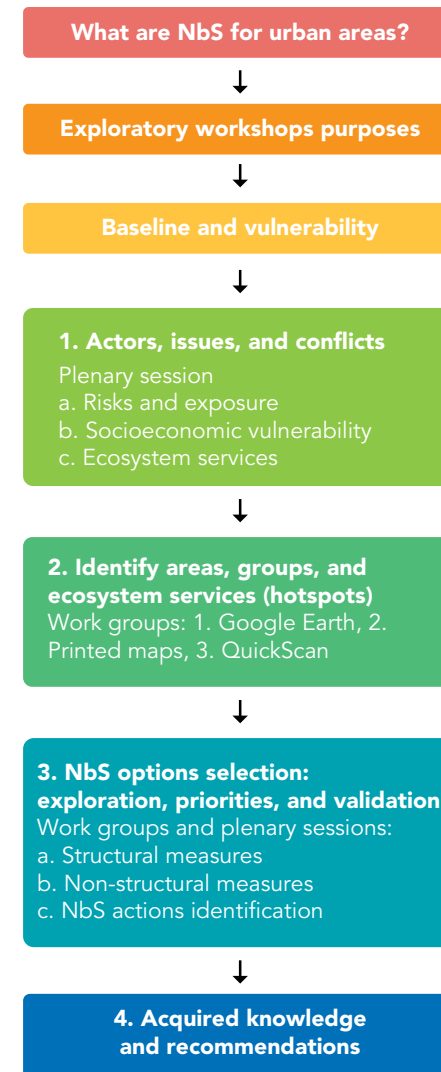 What are NbS for urban areas?
Exploratory workshops purposes
Baseline and vulnerability
1. Actors, issues, and conflicts
Plenary session
a. Risks and exposure
b. Socioeconomic vulnerability
c. Ecosystem services
2. Identify areas, groups, and
ecosystem services (hotspots)
Work groups: 1. Google Earth, 2.
Printed maps, 3. QuickScan
3. NbS options selection:
exploration, priorities, and validation
Work groups and plenary sessions:
a. Structural measures
b. Non-structural measures
c. NbS actions identification
4. Acquired knowledge
and recommendations